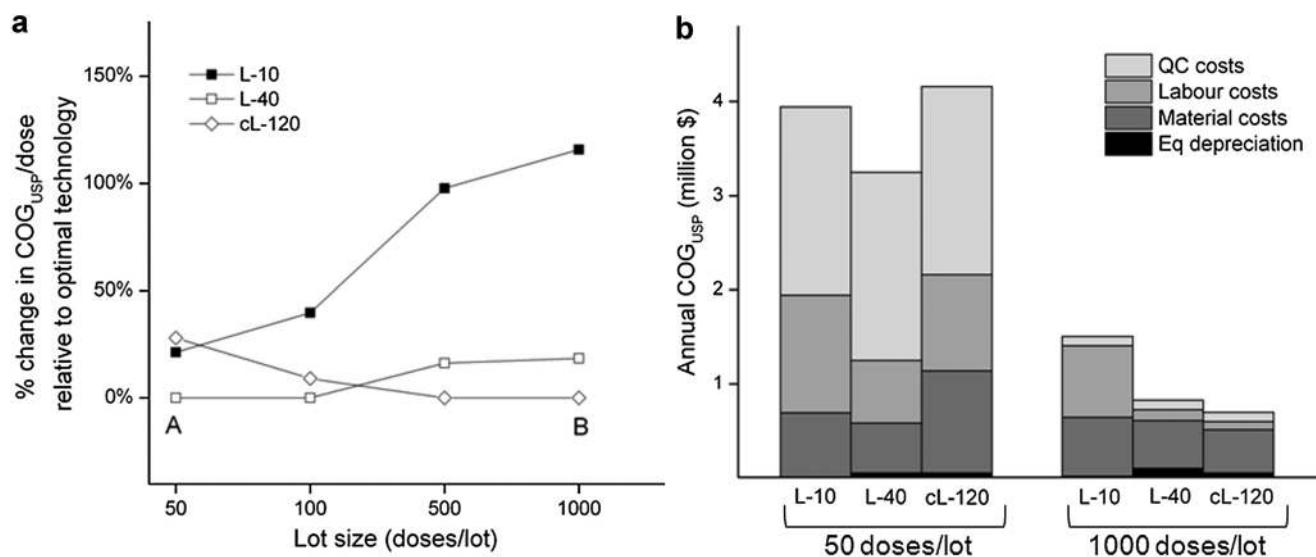 a
% change in COG_USP/dose
relative to optimal technology
150%
100%
50%
0%
L-10
L-40
cL-120
A
B
50 100 500 1000
Lot size (doses/lot)
b
Annual COG_USP (million $)
4
3
2
1
QC costs
Labour costs
Material costs
Eq depreciation
L-10 L-40 cL-120 L-10 L-40 cL-120
50 doses/lot 1000 doses/lot